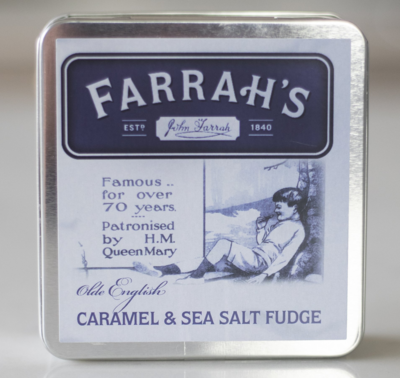 FARRAH'S
ESTD John Farrah 1840
Famous ..
for over
70 years.
Patronised
by H.M.
Queen Mary
Olde English
CARAMEL & SEA SALT FUDGE